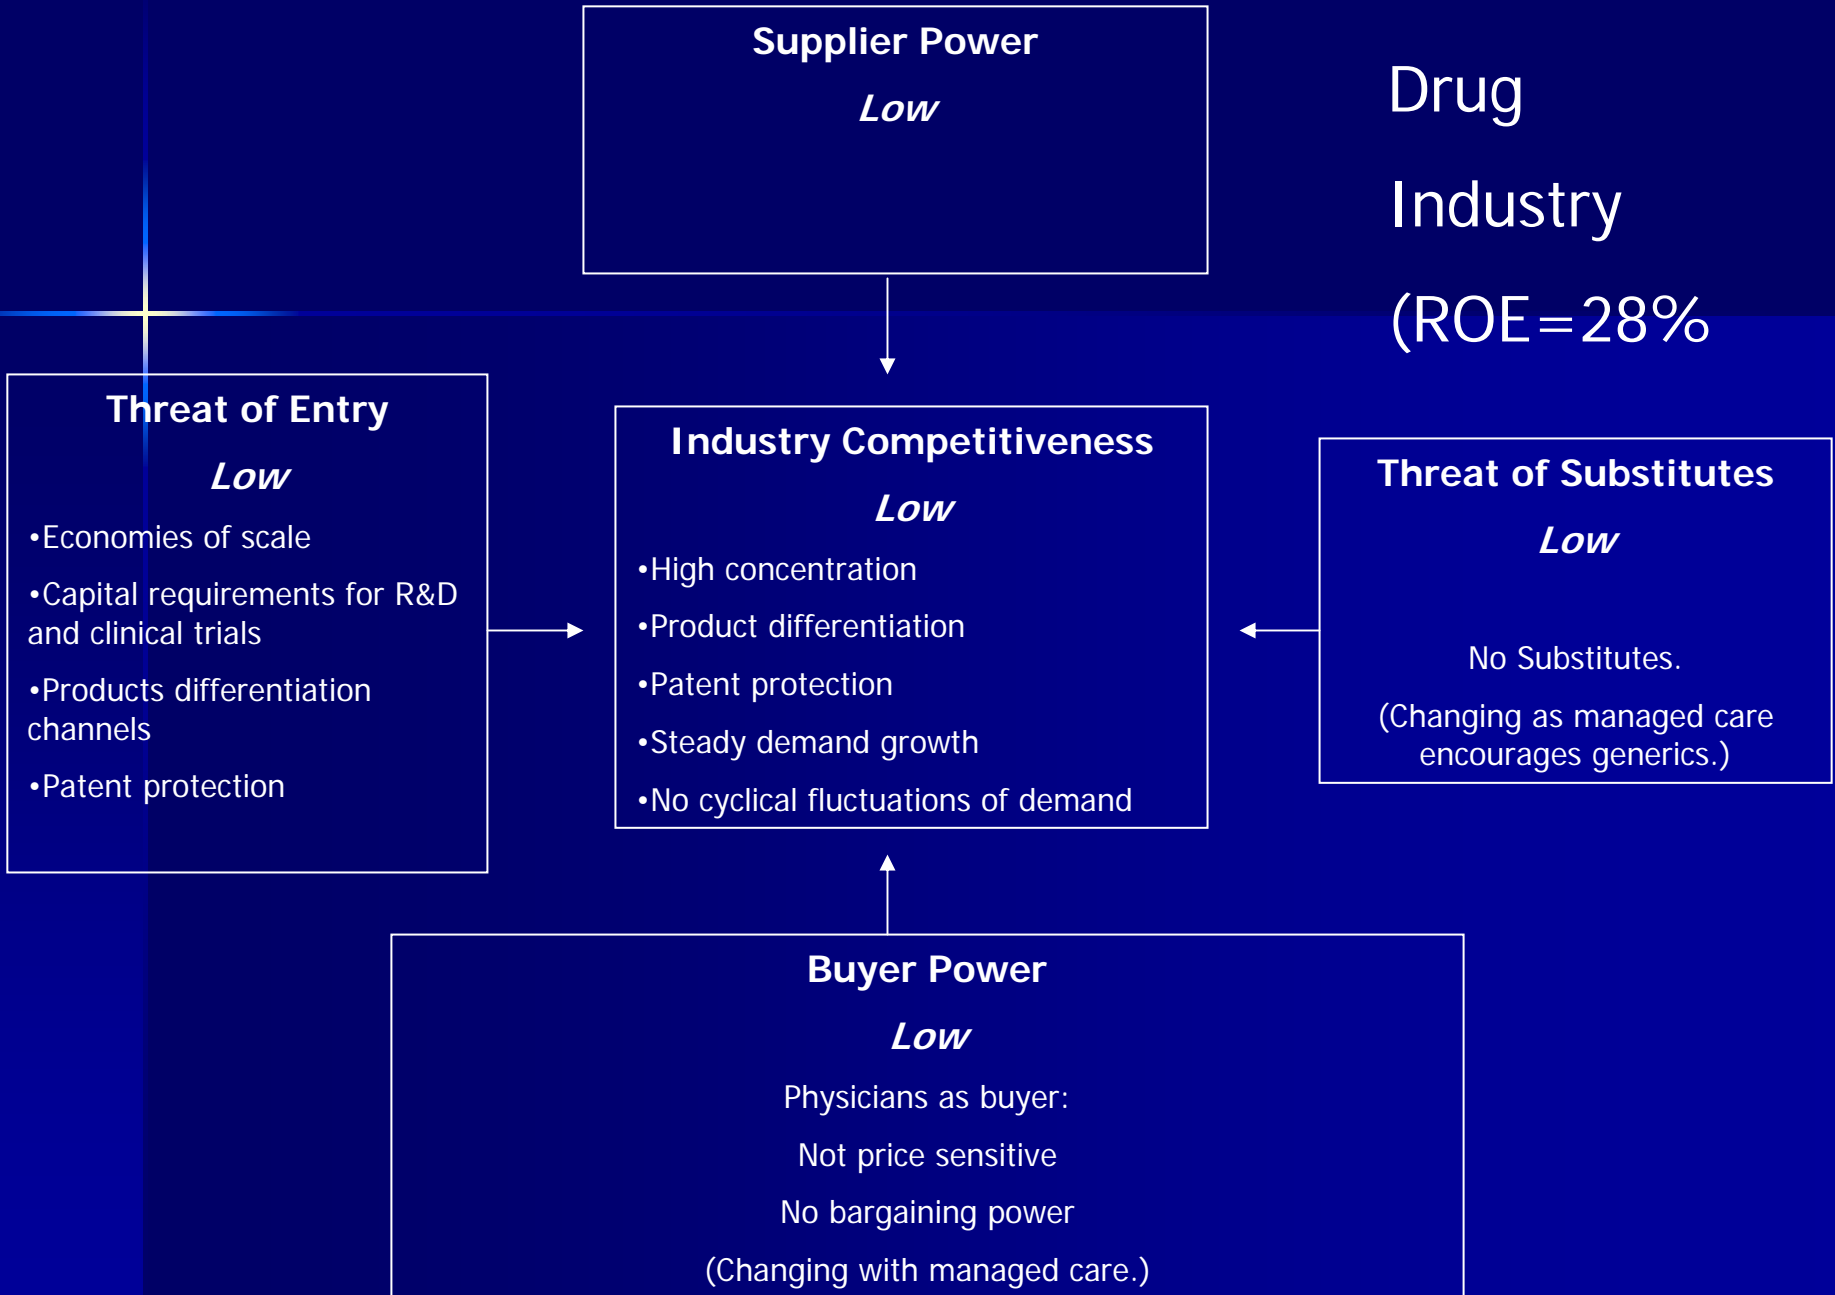 Supplier Power
Low
Drug
Industry
(ROE=28%
Threat of Entry
Low
•Economies of scale
•Capital requirements for R&D
and clinical trials
•Products differentiation
channels
•Patent protection
Industry Competitiveness
Low
•High concentration
•Product differentiation
•Patent protection
•Steady demand growth
•No cyclical fluctuations of demand
Threat of Substitutes
Low
No Substitutes.
(Changing as managed care
encourages generics.)
Buyer Power
Low
Physicians as buyer:
Not price sensitive
No bargaining power
(Changing with managed care.)